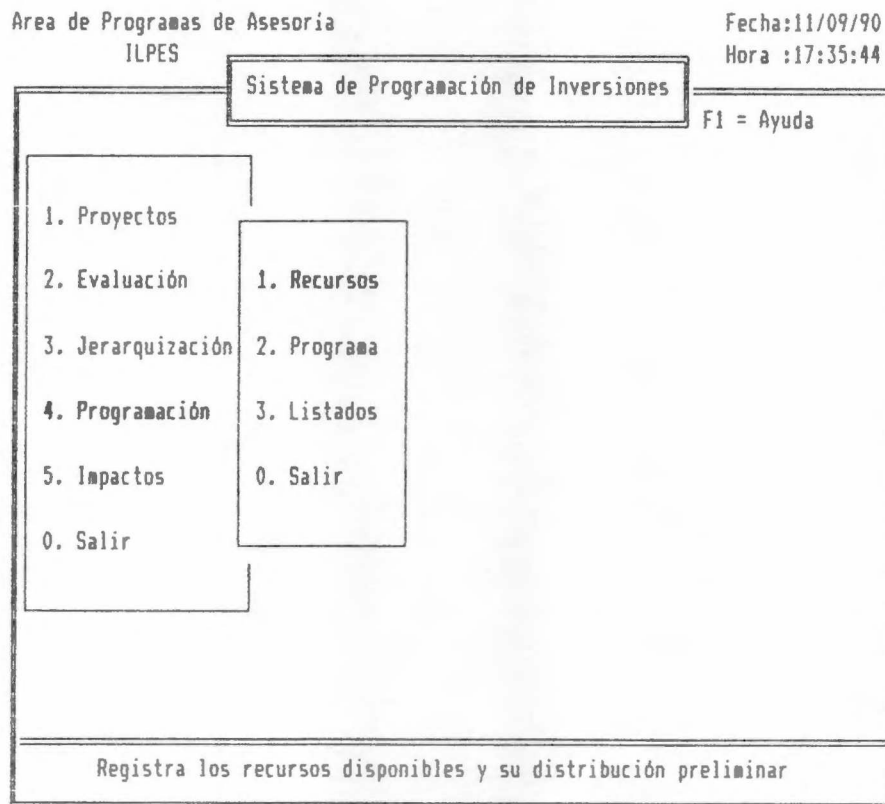 Area de Programas de Asesoría
Fecha:11/09/90
ILPES
Hora :17:35:44
Sistema de Programación de Inversiones
F1 = Ayuda
1. Proyectos
2. Evaluación
3. Jerarquización
4. Programación
5. Impactos
0. Salir
1. Recursos
2. Programa
3. Listados
0. Salir
Registra los recursos disponibles y su distribución preliminar